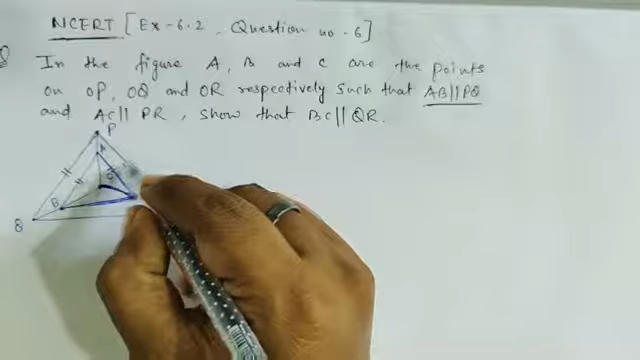 NCERT [Ex-6.2, Question no-6]
Q In the figure A, B and C are the points
on OP, OQ and OR respectively such that AB||PQ
and AC|| PR, show that BC||QR.
P
A
O
B
Q